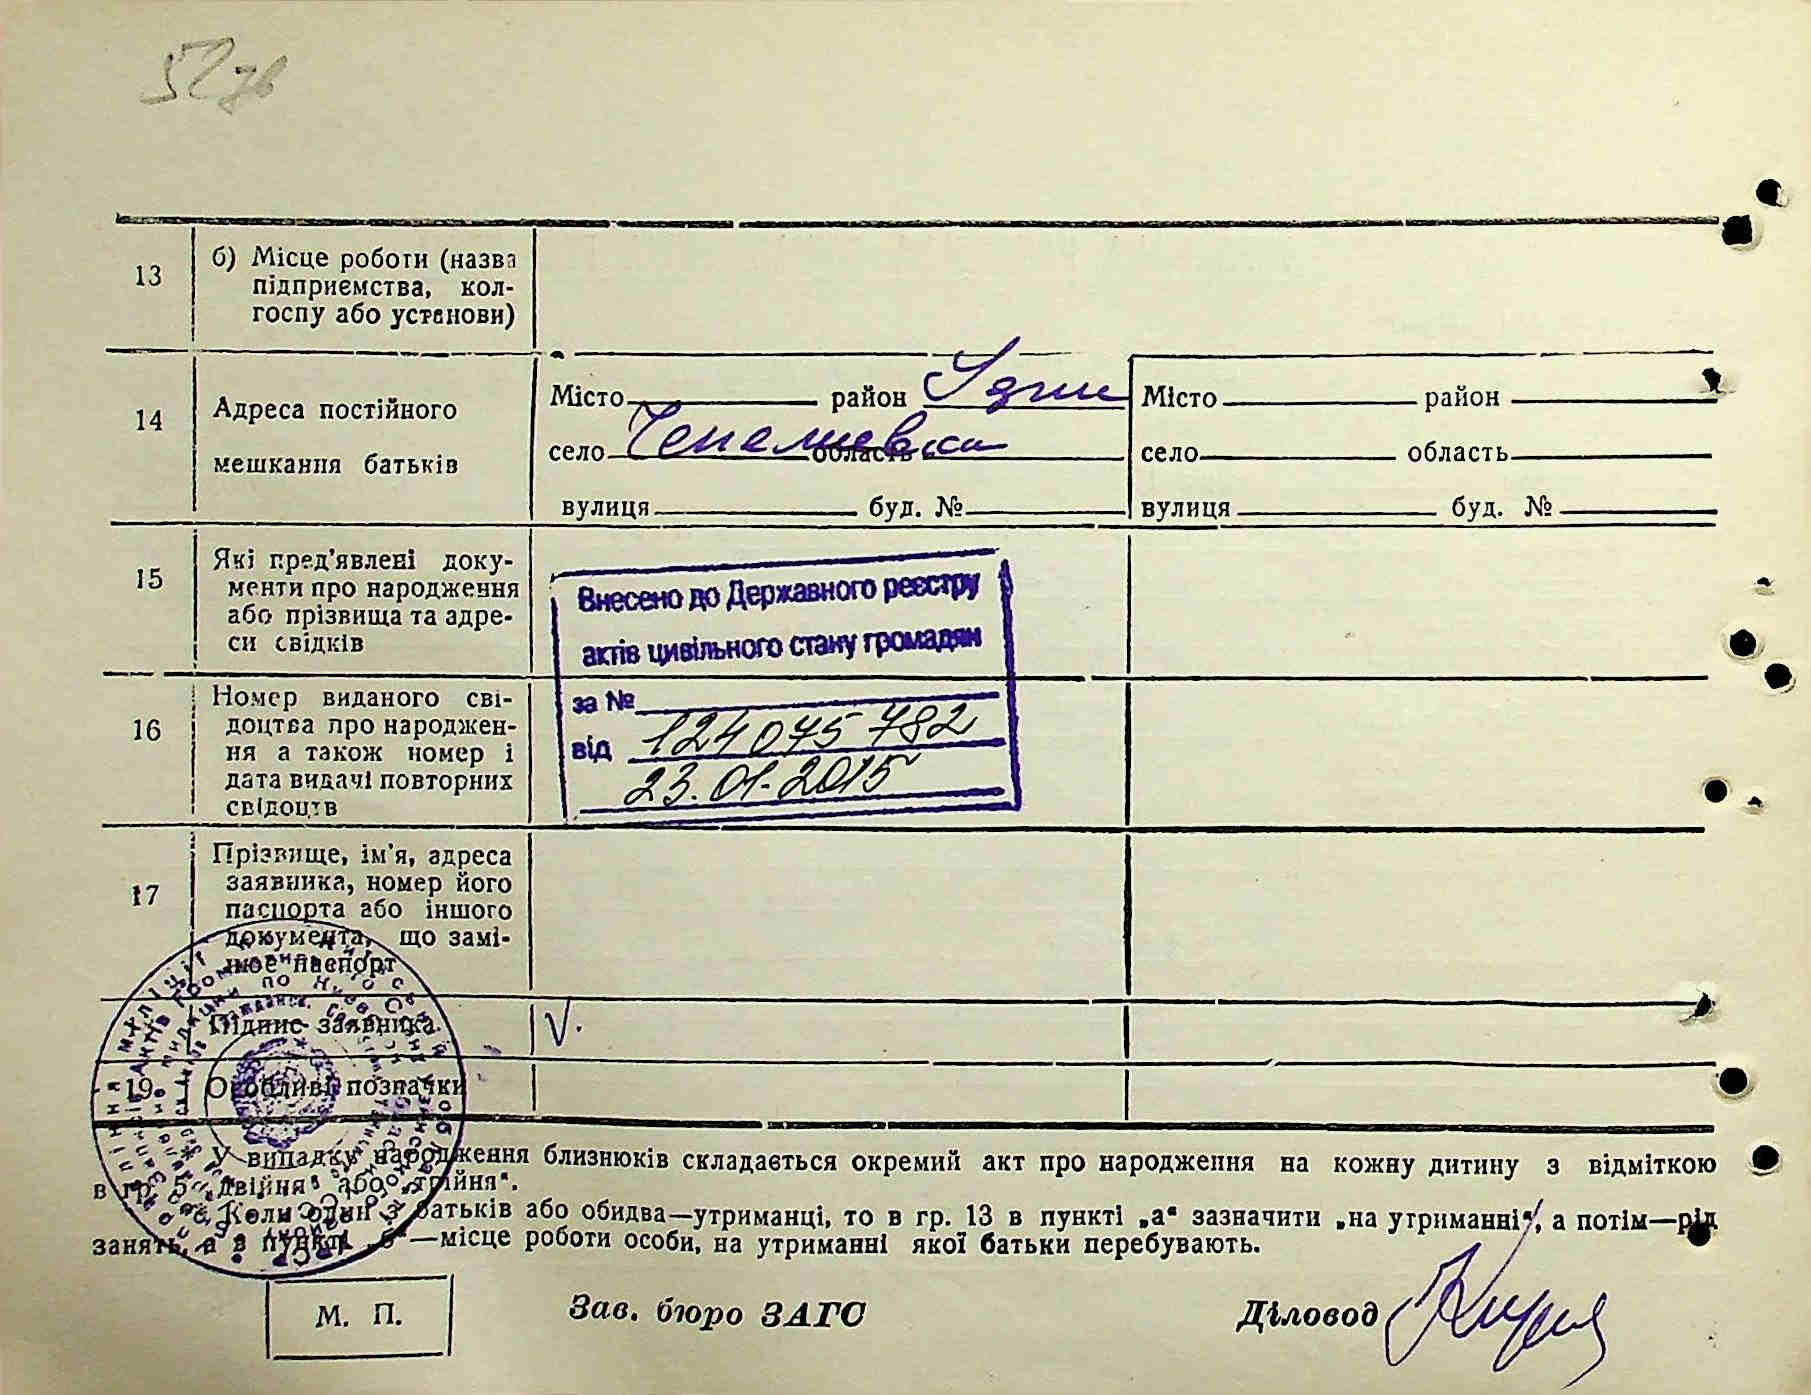 13
б) Місце роботи (назва
підприємства, кол-
госпу або установи)
14
Адреса постійного
мешкання батьків
Місто район Узин
село Чепелиевка область
вулиця буд. №
Місто район
село область
вулиця буд. №
15
Які пред'явлені доку-
менти про народження
або прізвища та адре-
си свідків
Внесено до Державного реєстру
актів цивільного стану громадян
за №
124075782
від
23.01.2015
16
Номер виданого сві-
доцтва про народжен-
ня а також номер і
дата видачі повторних
свідоцтв
17
Прізвище, ім'я, адреса
заявника, номер його
паспорта або іншого
документа, що замі-
нює паспорт
Підпис заявника
V.
19
Особливі позначки
У випадку народження близнюків складається окремий акт про народження на кожну дитину з відміткою
в гр. 5 „двійня" або „трійня".
Коли один з батьків або обидва—утриманці, то в гр. 13 в пункті „а" зазначити „на утриманні", а потім—рід
занять, а в пункті „б"—місце роботи особи, на утриманні якої батьки перебувають.
М. П.
Зав. бюро ЗАГС
Діловод